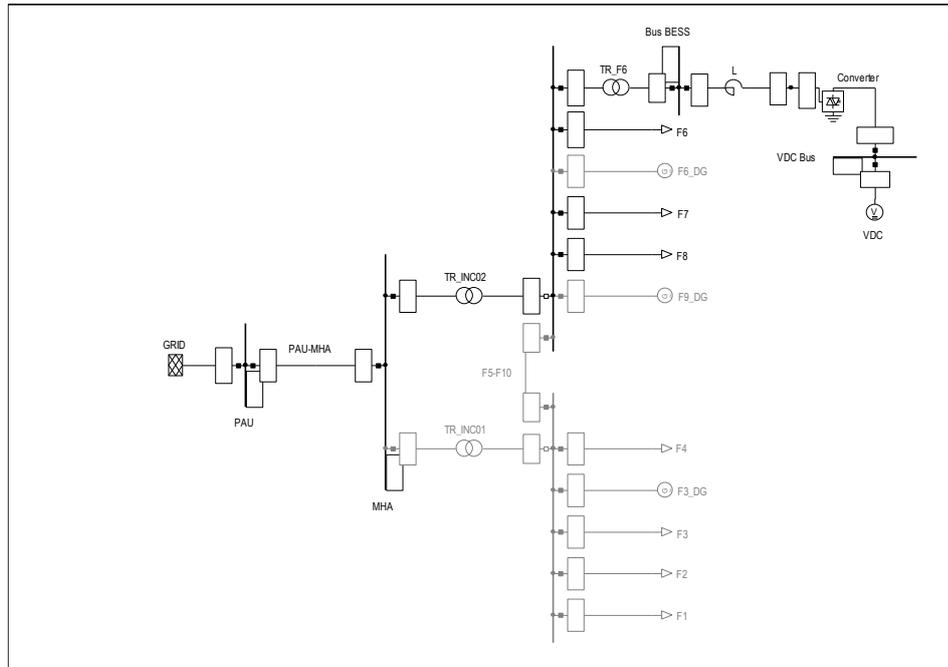 Bus BESS
TR_F6
L
Converter
F6
VDC Bus
F6_DG
F7
V
VDC
F8
TR_INC02
F9_DG
GRID
PAU-MHA
F5-F10
PAU
TR_INC01
F4
F3_DG
MHA
F3
F2
F1